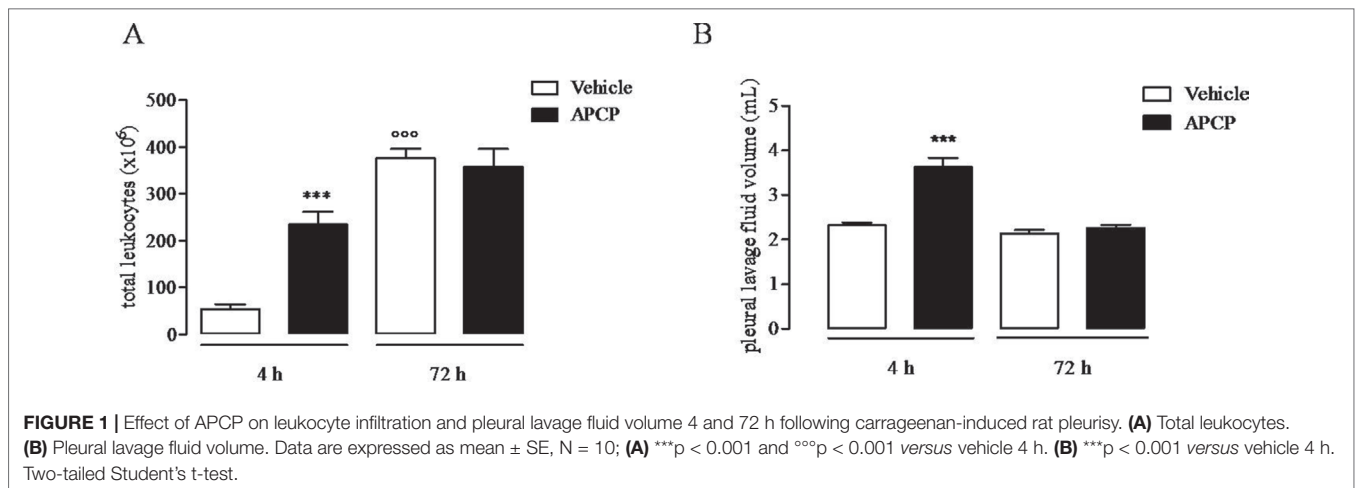 A
Vehicle
APCP
total leukocytes (x10⁶)
500
400
300
200
100
0
***
°°°
4 h
72 h
B
Vehicle
APCP
pleural lavage fluid volume (mL)
5
4
3
2
1
0
***
4 h
72 h
FIGURE 1 | Effect of APCP on leukocyte infiltration and pleural lavage fluid volume 4 and 72 h following carrageenan-induced rat pleurisy. (A) Total leukocytes.
(B) Pleural lavage fluid volume. Data are expressed as mean ± SE, N = 10; (A) ***p < 0.001 and °°°p < 0.001 versus vehicle 4 h. (B) ***p < 0.001 versus vehicle 4 h.
Two-tailed Student's t-test.